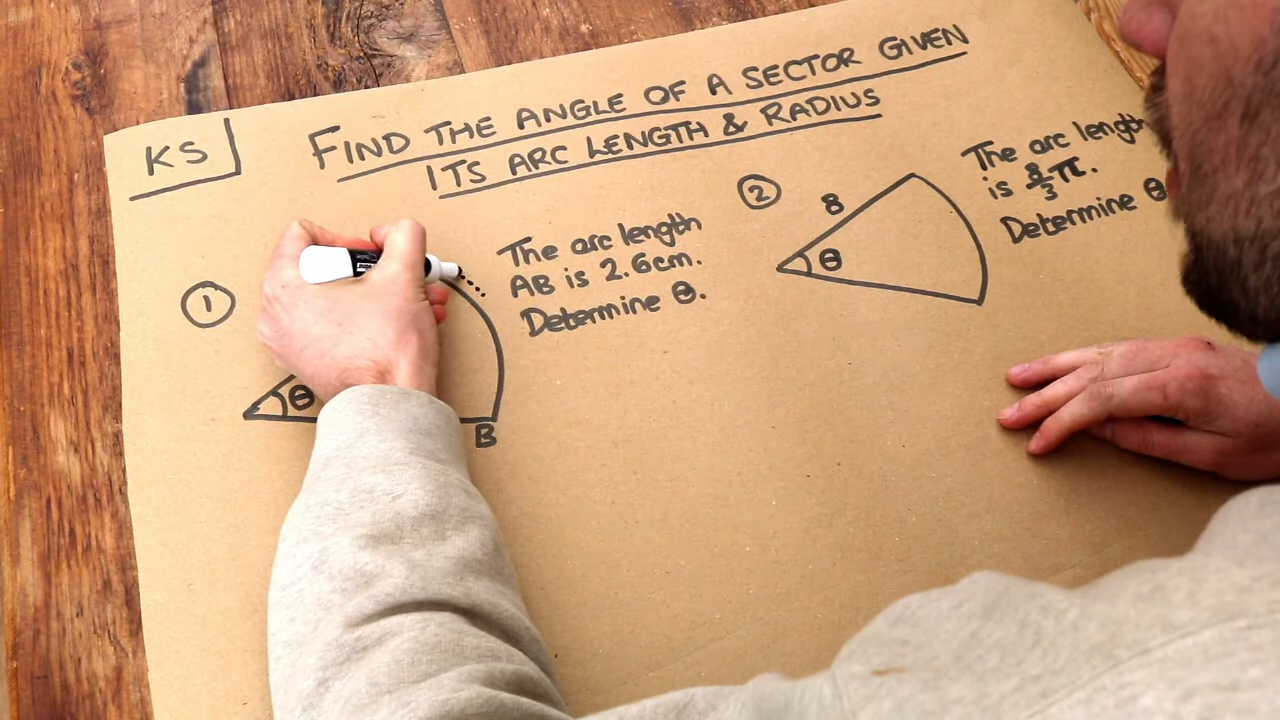 KS
FIND THE ANGLE OF A SECTOR GIVEN
ITS ARC LENGTH & RADIUS
1
The arc length
AB is 2.6cm.
Determine θ.
θ
B
2
8
θ
The arc length
is 8/3 π.
Determine θ